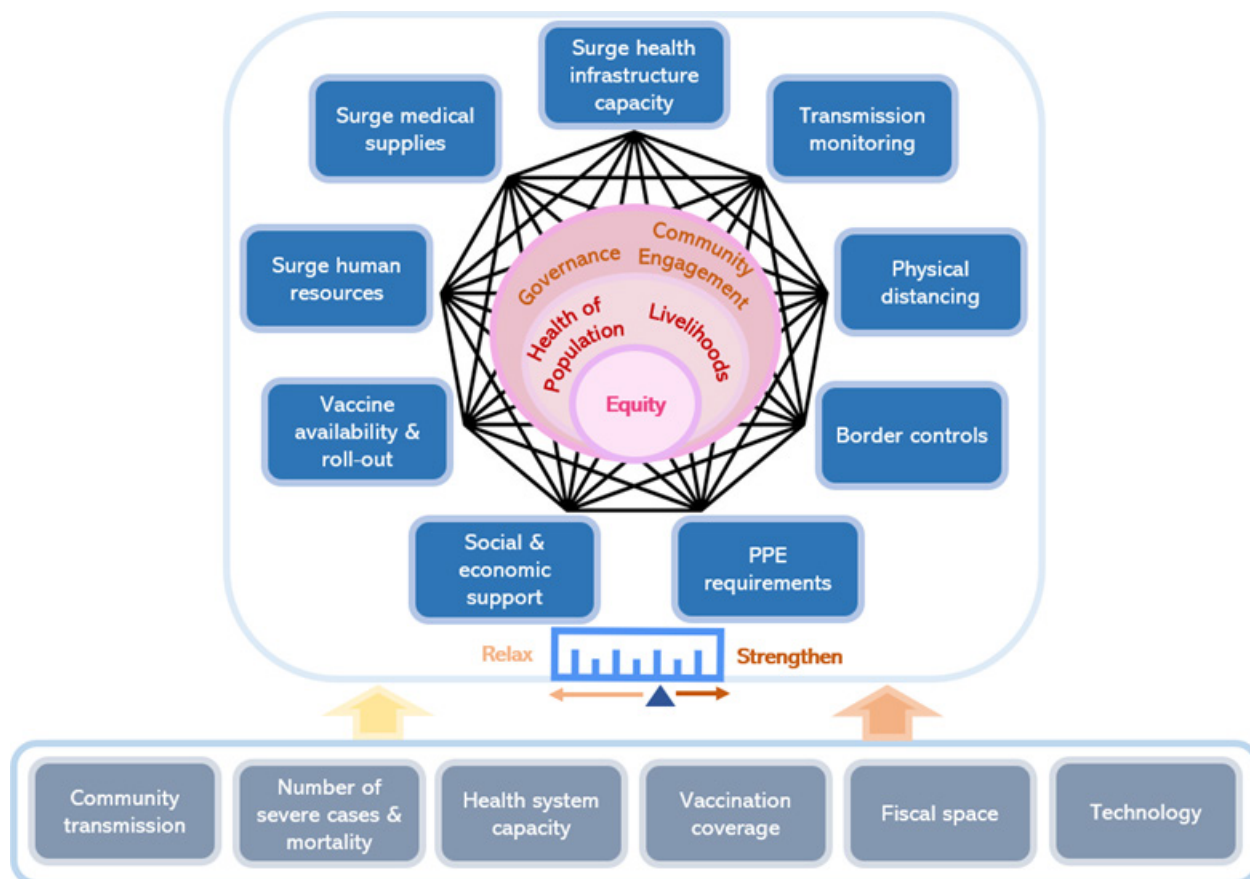 Surge health
infrastructure
capacity
Surge medical
supplies
Transmission
monitoring
Surge human
resources
Physical
distancing
Governance
Community
Engagement
Health of
Population
Livelihoods
Equity
Vaccine
availability &
roll-out
Border controls
Social &
economic
support
PPE
requirements
Relax
Strengthen
Community
transmission
Number of
severe cases &
mortality
Health system
capacity
Vaccination
coverage
Fiscal space
Technology